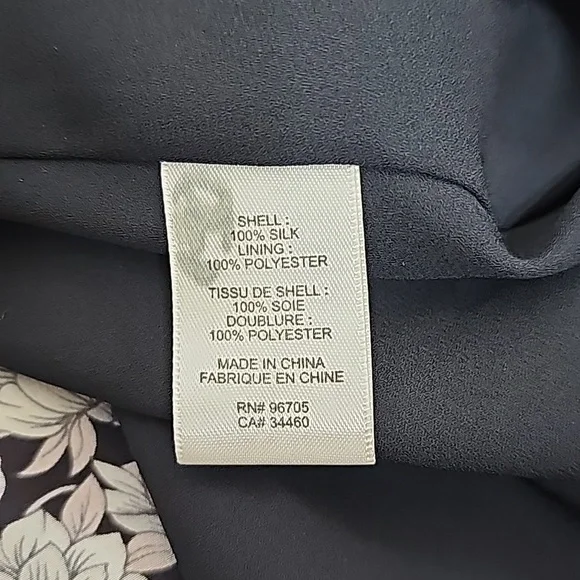 SHELL :
100% SILK
LINING :
100% POLYESTER
TISSU DE SHELL :
100% SOIE
DOUBLURE :
100% POLYESTER
MADE IN CHINA
FABRIQUE EN CHINE
RN# 96705
CA# 34460